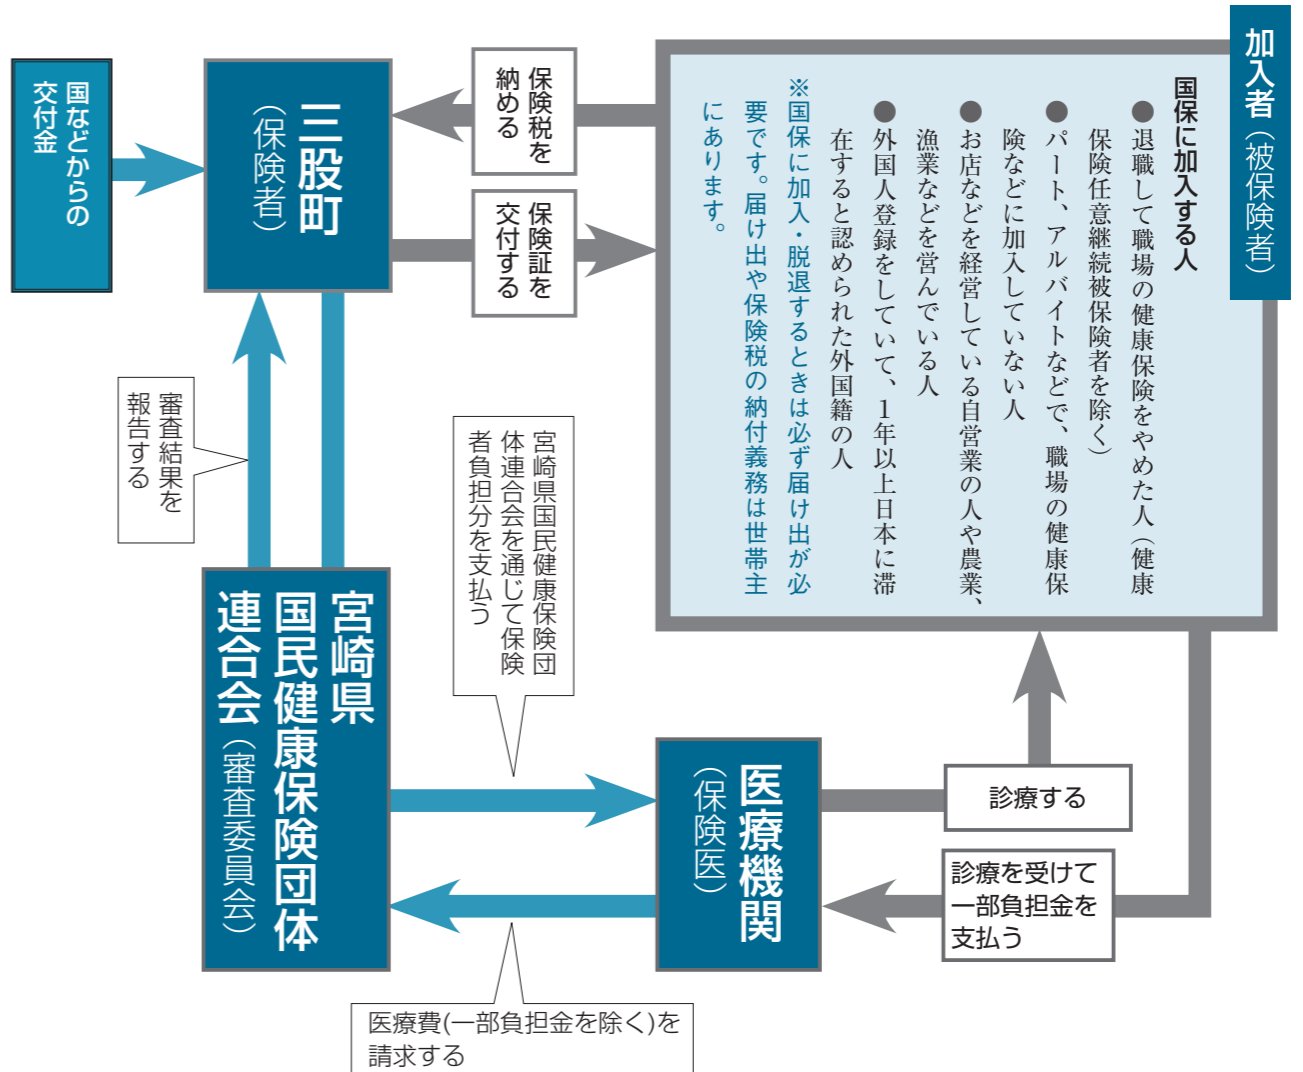 加入者（被保険者）
国保に加入する人
●退職して職場の健康保険をやめた人（健康
保険任意継続被保険者を除く）
●パート、アルバイトなどで、職場の健康保
険などに加入していない人
●お店などを経営している自営業の人や農業、
漁業などを営んでいる人
●外国人登録をしていて、１年以上日本に滞
在すると認められた外国籍の人
※国保に加入・脱退するときは必ず届け出が必
要です。届け出や保険税の納付義務は世帯主
にあります。
保険税を
納める
保険証を
交付する
三股町
（保険者）
国などからの
交付金
審査結果を
報告する
宮崎県国民健康保険団
体連合会を通じて保険
者負担分を支払う
宮崎県
国民健康保険団体
連合会（審査委員会）
医療機関
（保険医）
診療する
診療を受けて
一部負担金を
支払う
医療費(一部負担金を除く)を
請求する